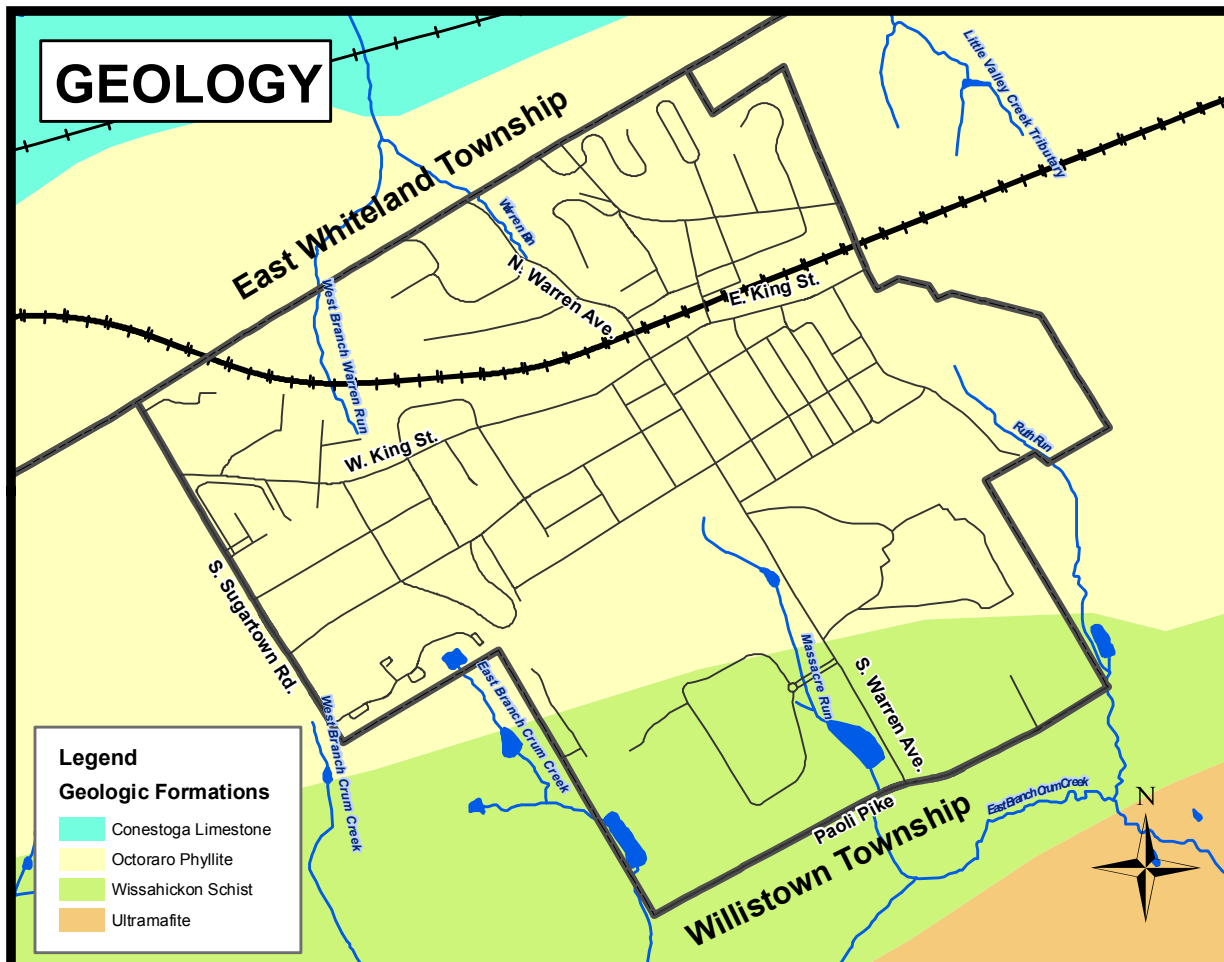 GEOLOGY
Little Valley Creek Tributary
East Whiteland Township
Warren Run
N. Warren Ave.
E. King St.
West Branch Warren Run
W. King St.
Ruth Run
S. Sugartown Rd.
Massacre Run
S. Warren Ave.
East Branch Crum Creek
West Branch Crum Creek
East Branch Crum Creek
Paoli Pike
Willistown Township
N
Legend
Geologic Formations
Conestoga Limestone
Octoraro Phyllite
Wissahickon Schist
Ultramafite